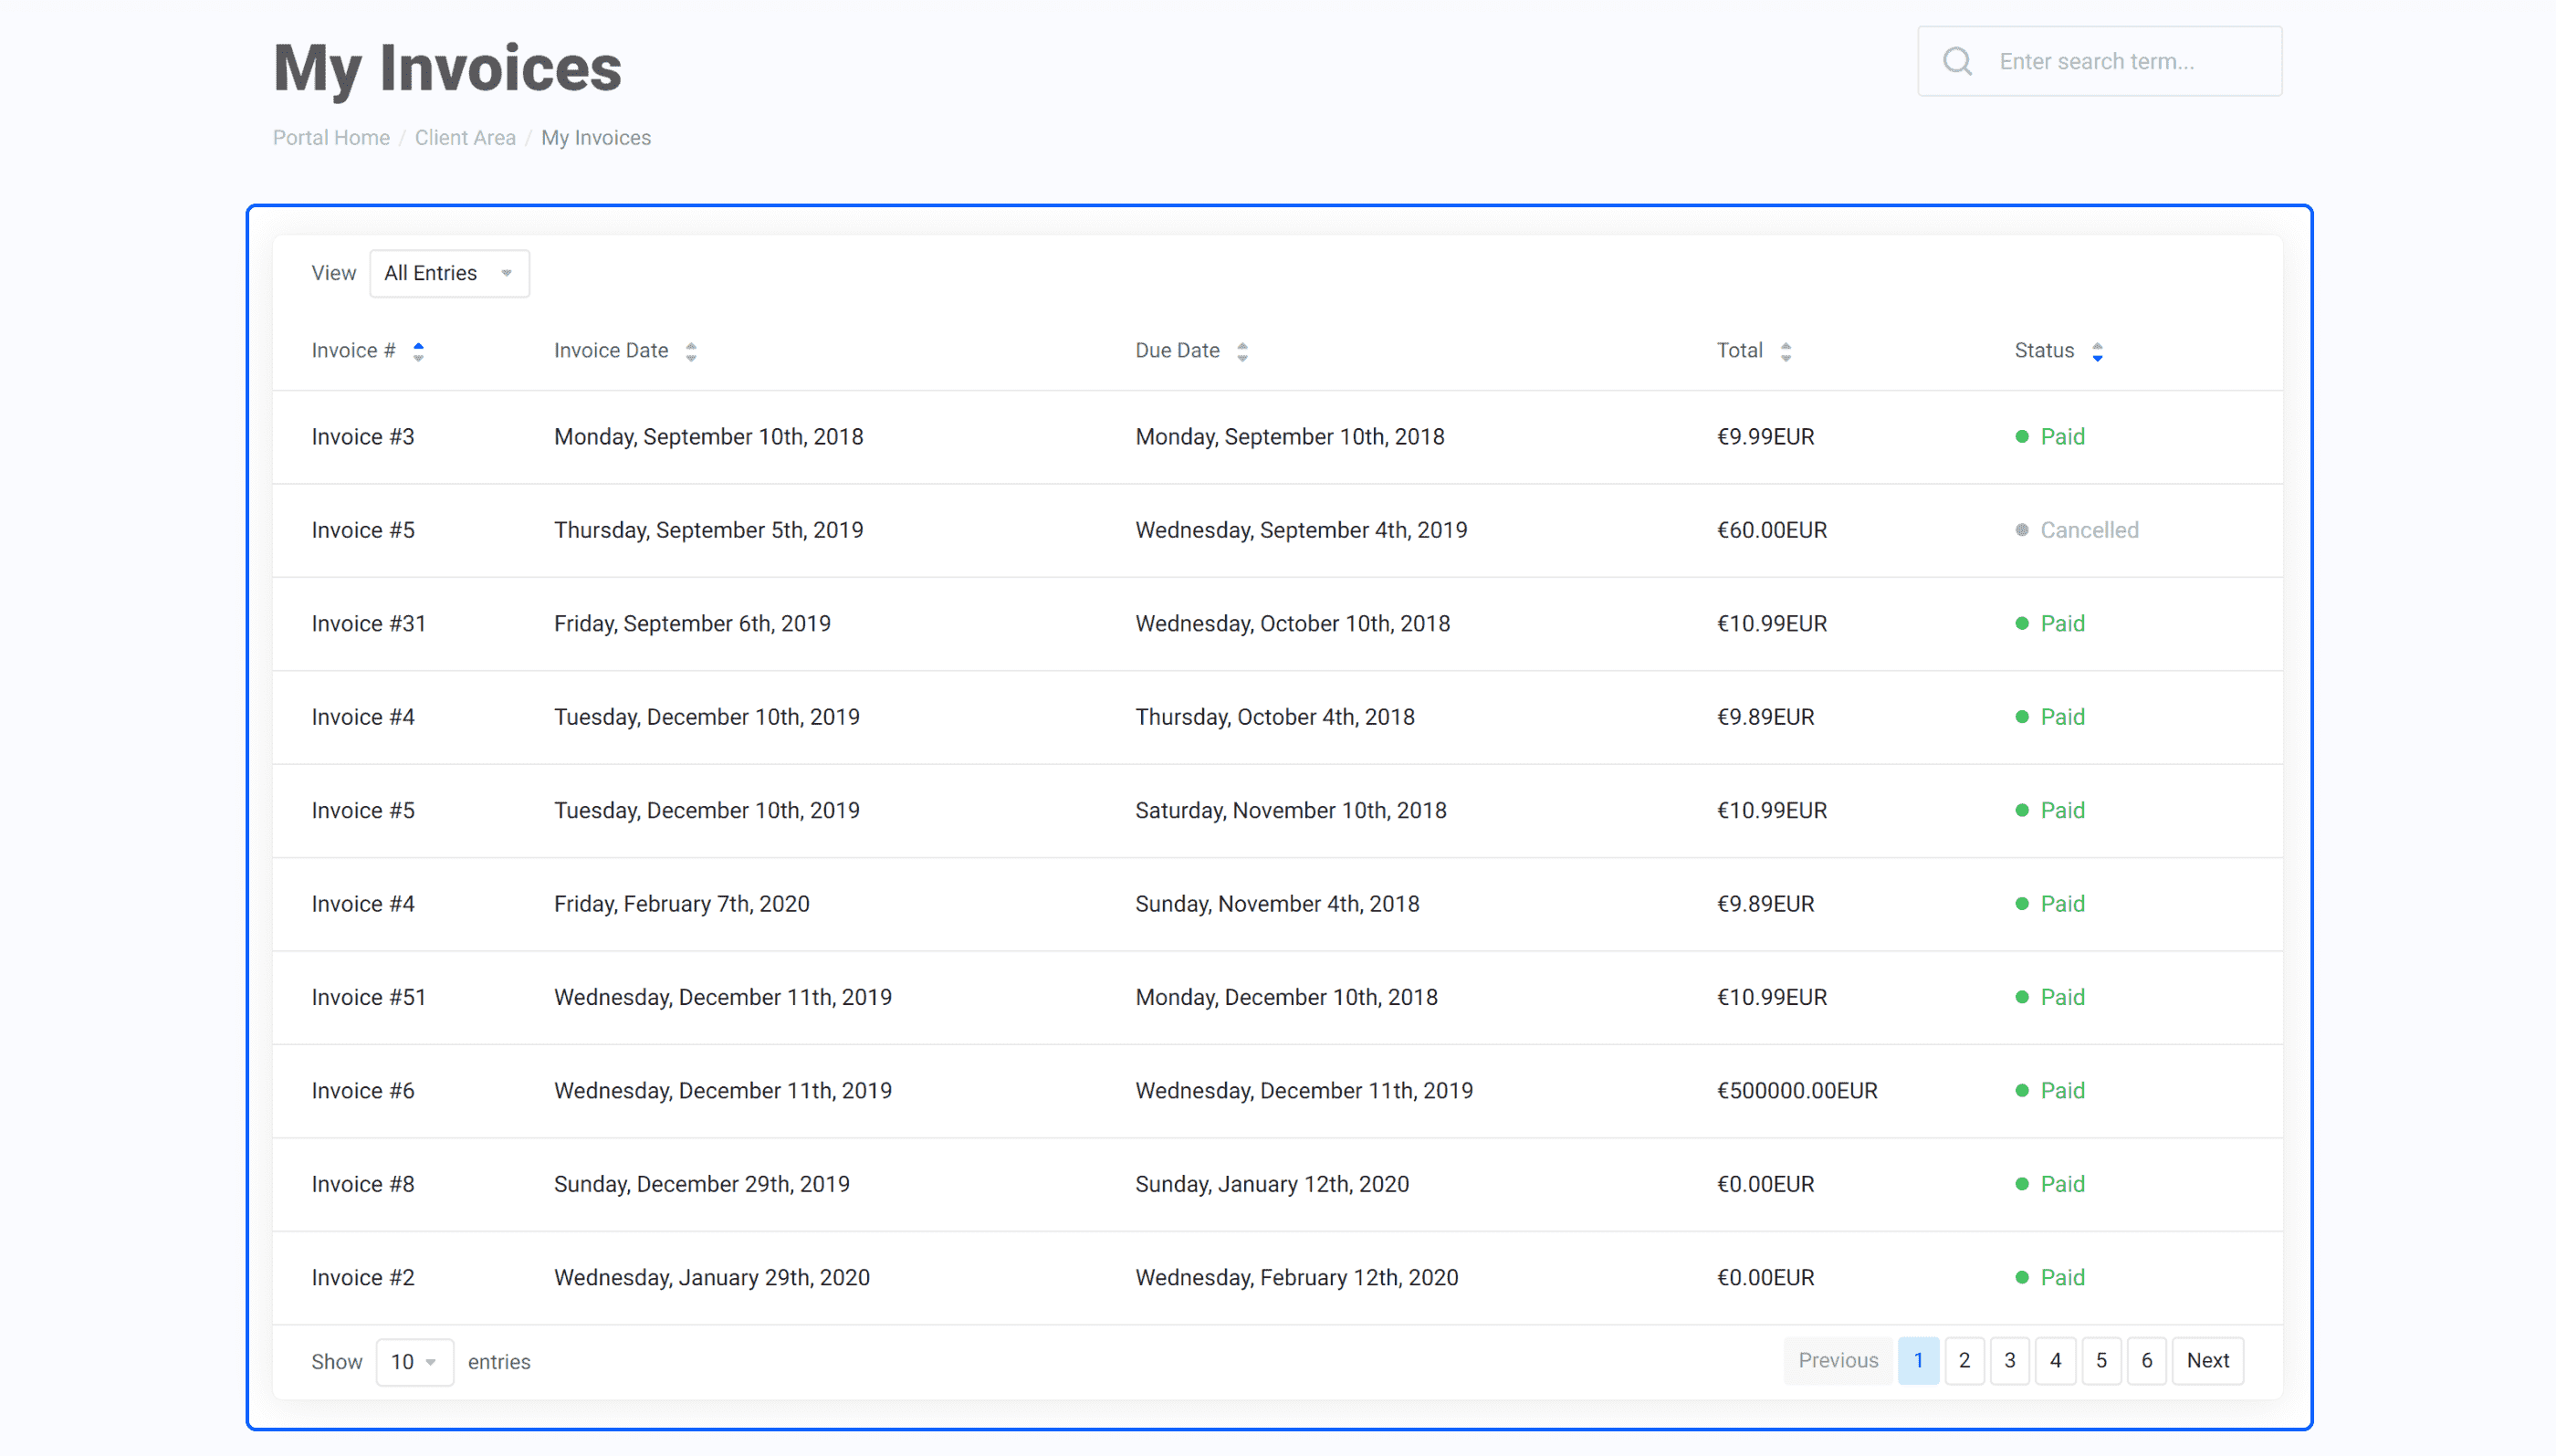 My Invoices
Enter search term...
Portal Home / Client Area / My Invoices
View All Entries
Invoice # Invoice Date Due Date Total Status
Invoice #3 Monday, September 10th, 2018 Monday, September 10th, 2018 €9.99EUR Paid
Invoice #5 Thursday, September 5th, 2019 Wednesday, September 4th, 2019 €60.00EUR Cancelled
Invoice #31 Friday, September 6th, 2019 Wednesday, October 10th, 2018 €10.99EUR Paid
Invoice #4 Tuesday, December 10th, 2019 Thursday, October 4th, 2018 €9.89EUR Paid
Invoice #5 Tuesday, December 10th, 2019 Saturday, November 10th, 2018 €10.99EUR Paid
Invoice #4 Friday, February 7th, 2020 Sunday, November 4th, 2018 €9.89EUR Paid
Invoice #51 Wednesday, December 11th, 2019 Monday, December 10th, 2018 €10.99EUR Paid
Invoice #6 Wednesday, December 11th, 2019 Wednesday, December 11th, 2019 €500000.00EUR Paid
Invoice #8 Sunday, December 29th, 2019 Sunday, January 12th, 2020 €0.00EUR Paid
Invoice #2 Wednesday, January 29th, 2020 Wednesday, February 12th, 2020 €0.00EUR Paid
Show 10 entries Previous 1 2 3 4 5 6 Next